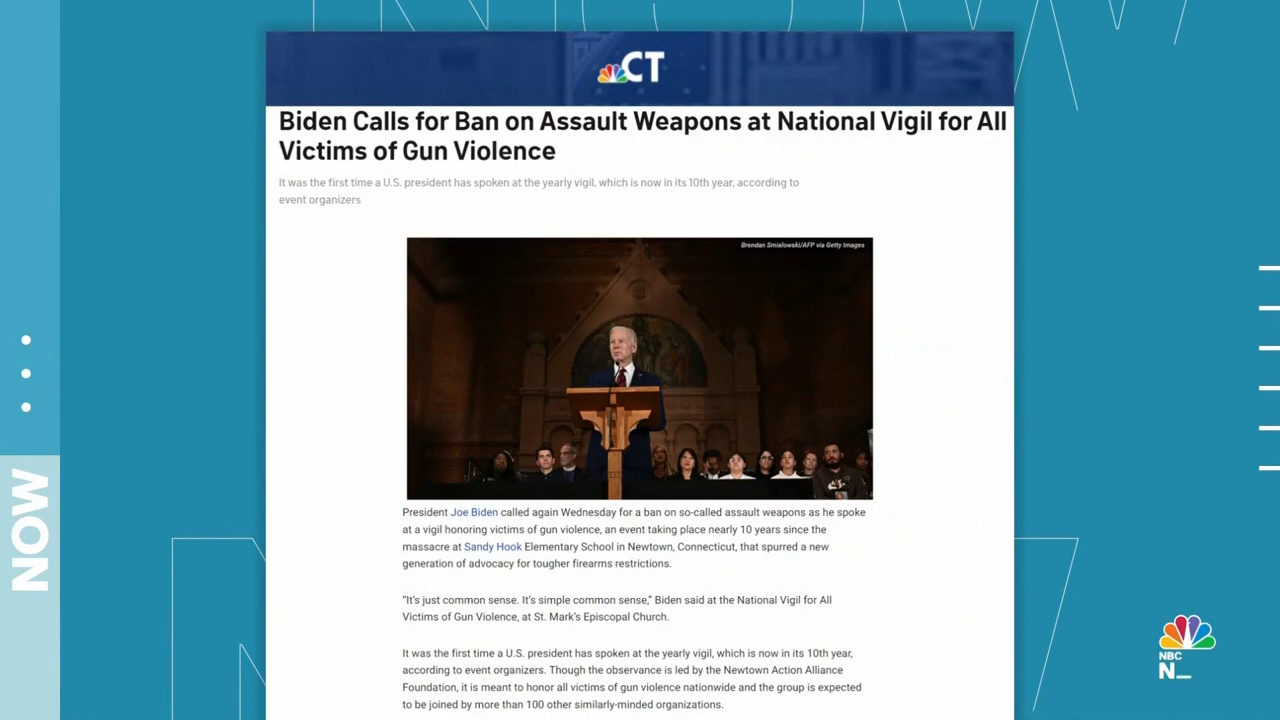 CT
Biden Calls for Ban on Assault Weapons at National Vigil for All
Victims of Gun Violence
It was the first time a U.S. president has spoken at the yearly vigil, which is now in its 10th year, according to
event organizers
Brendan Smialowski/AFP via Getty Images
President Joe Biden called again Wednesday for a ban on so-called assault weapons as he spoke
at a vigil honoring victims of gun violence, an event taking place nearly 10 years since the
massacre at Sandy Hook Elementary School in Newtown, Connecticut, that spurred a new
generation of advocacy for tougher firearms restrictions.
“It's just common sense. It's simple common sense,” Biden said at the National Vigil for All
Victims of Gun Violence, at St. Mark's Episcopal Church.
It was the first time a U.S. president has spoken at the yearly vigil, which is now in its 10th year,
according to event organizers. Though the observance is led by the Newtown Action Alliance
Foundation, it is meant to honor all victims of gun violence nationwide and the group is expected
to be joined by more than 100 other similarly-minded organizations.
NOW
NBC
N_